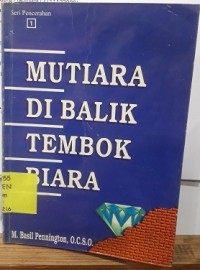 Seri Pencerahan
1
MUTIARA
DI BALIK
TEMBOK
BIARA
M. Basil Pennington, O.C.S.O.